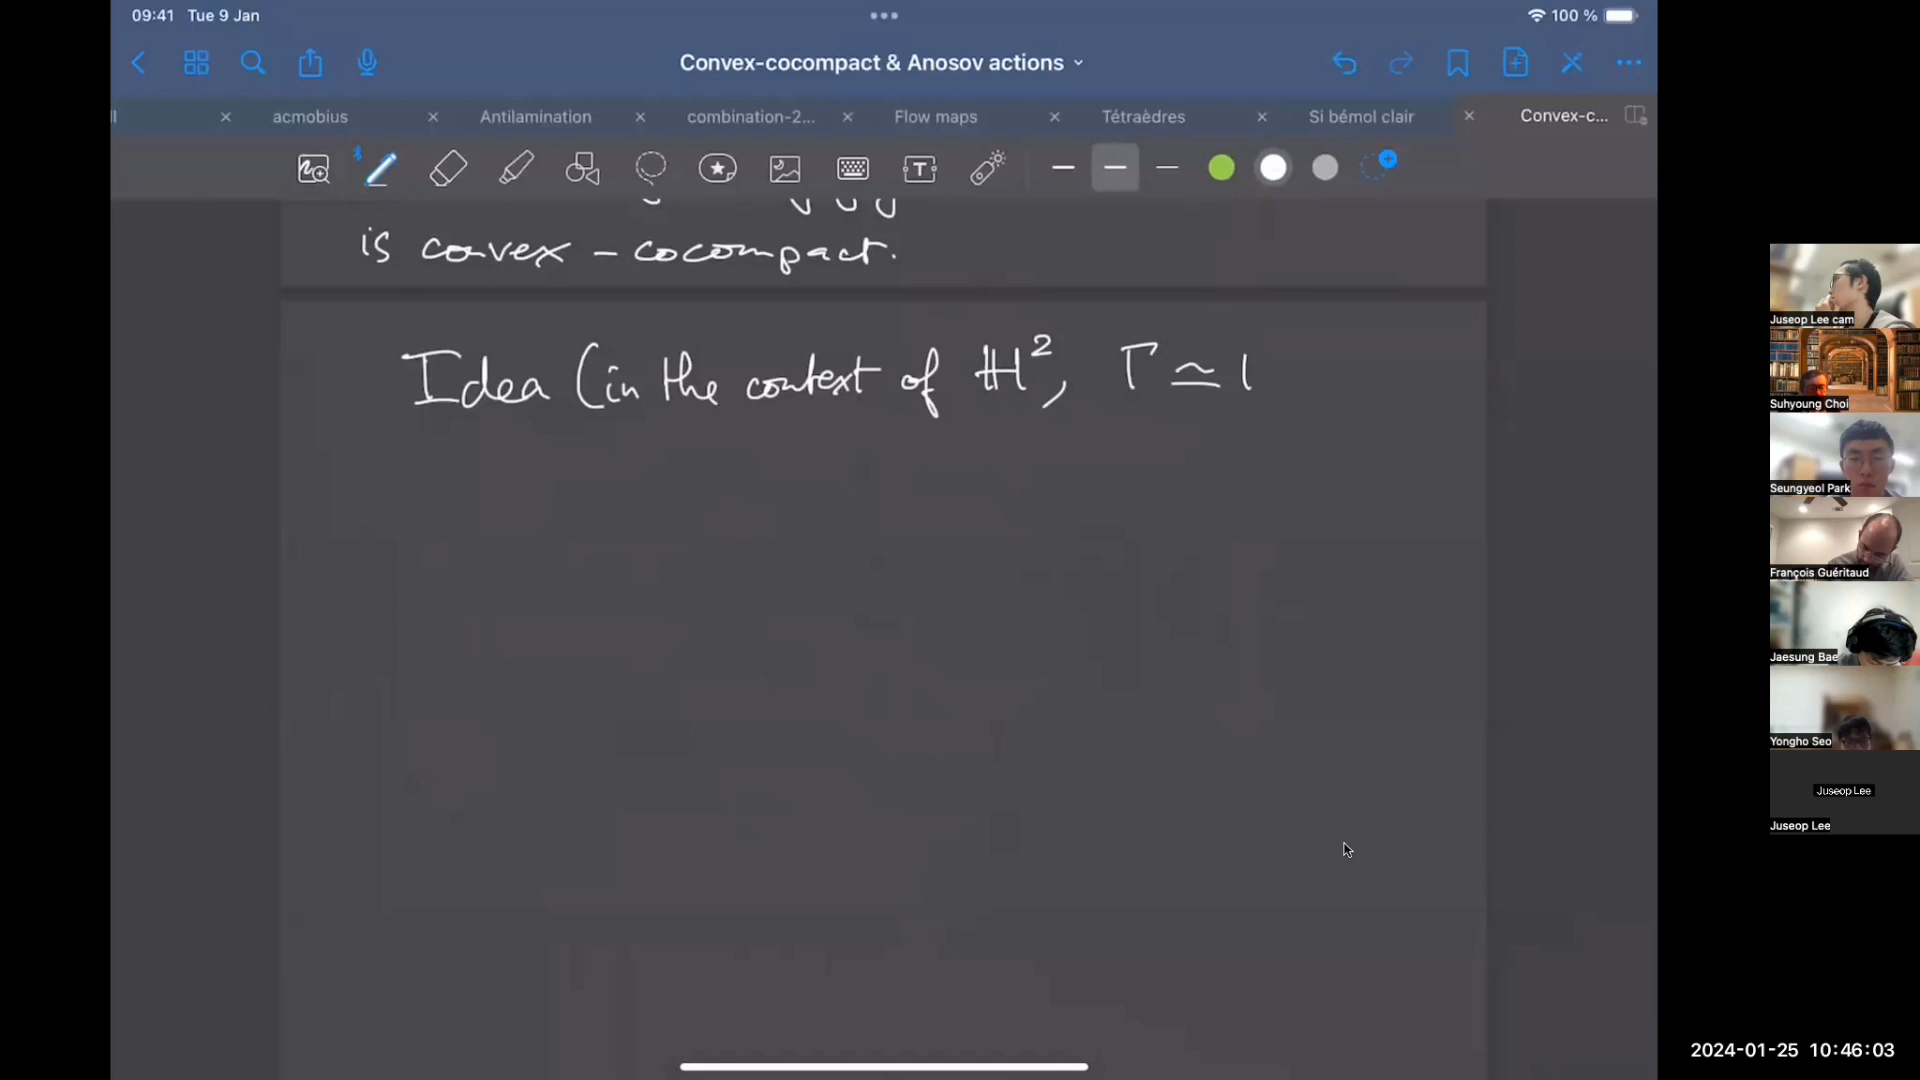 09:41 Tue 9 Jan
100 %
Convex-cocompact & Anosov actions
acmobius
Antilamination
combination-2...
Flow maps
Tétraèdres
Si bémol clair
Convex-c...
is convex - cocompact.
Idea (in the context of ℍ², Γ ≃
Juseop Lee cam
Suhyoung Choi
Seungyeol Park
François Guéritaud
Jaesung Bae
Yongho Seo
Juseop Lee
Juseop Lee
2024-01-25 10:46:03